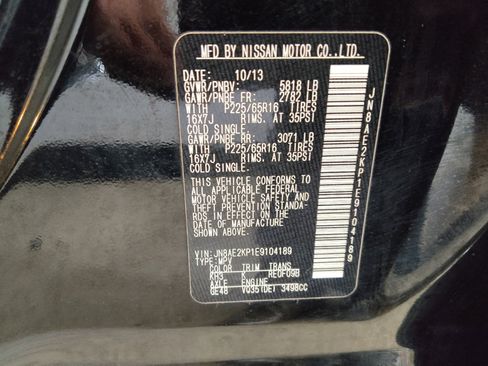 MFD BY NISSAN MOTOR CO.,LTD.
DATE: 10/13
GVWR/PNBV: 5818 LB
GAWR/PNBE FR: 2782 LB
WITH P225/65R16 TIRES
16X7J RIMS. AT 35PSI
COLD SINGLE.
GAWR/PNBE RR: 3071 LB
WITH P225/65R16 TIRES
16X7J RIMS. AT 35PSI
COLD SINGLE.
THIS VEHICLE CONFORMS TO
ALL APPLICABLE FEDERAL
MOTOR VEHICLE SAFETY AND
THEFT PREVENTION STANDA-
RDS IN EFFECT ON THE
DATE OF MANUFACTURE
SHOWN ABOVE.
VIN:JN8AE2KP1E9104189
TYPE:MPV
COLOR TRIM TRANS
KH3 K RE0F09B
AXLE ENGINE
GE48 VQ35(DE) 3498CC
JN8AE2KP1E9104189